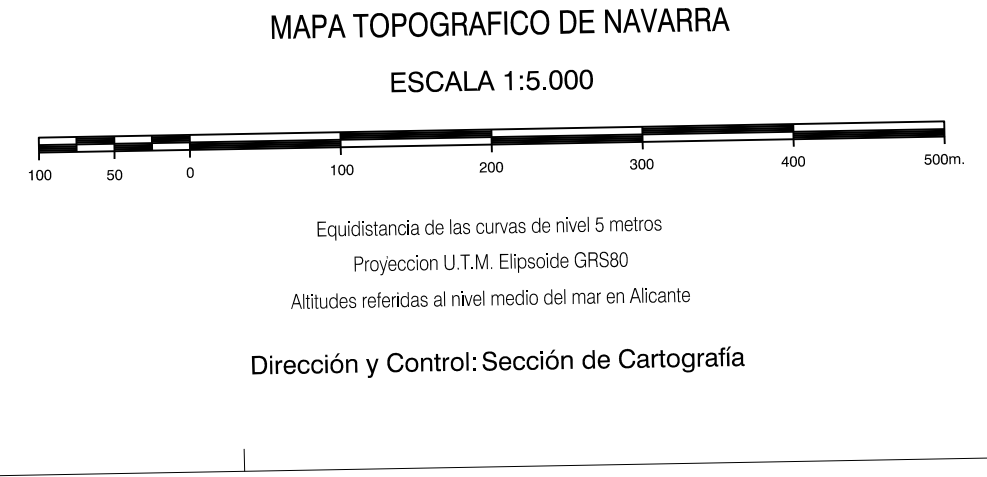 MAPA TOPOGRAFICO DE NAVARRA
ESCALA 1:5.000
100 50 0 100 200 300 400 500m.
Equidistancia de las curvas de nivel 5 metros
Proyeccion U.T.M. Elipsoide GRS80
Altitudes referidas al nivel medio del mar en Alicante
Dirección y Control: Sección de Cartografía